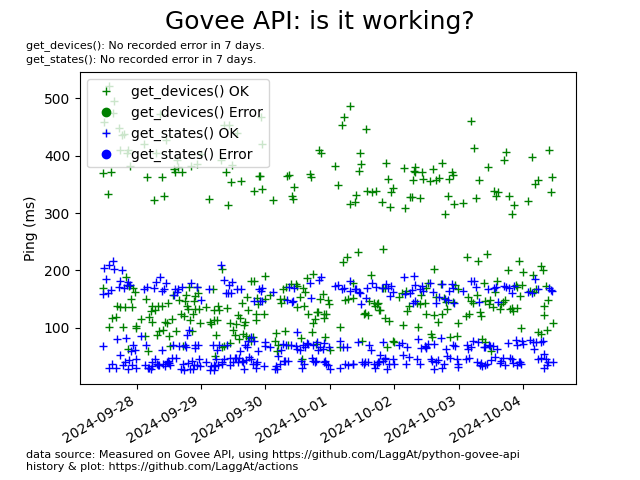 Govee API: is it working?
get_devices(): No recorded error in 7 days.
get_states(): No recorded error in 7 days.
get_devices() OK
get_devices() Error
get_states() OK
get_states() Error
Ping (ms)
500
400
300
200
100
2024-09-28
2024-09-29
2024-09-30
2024-10-01
2024-10-02
2024-10-03
2024-10-04
data source: Measured on Govee API, using https://github.com/LaggAt/python-govee-api
history & plot: https://github.com/LaggAt/actions